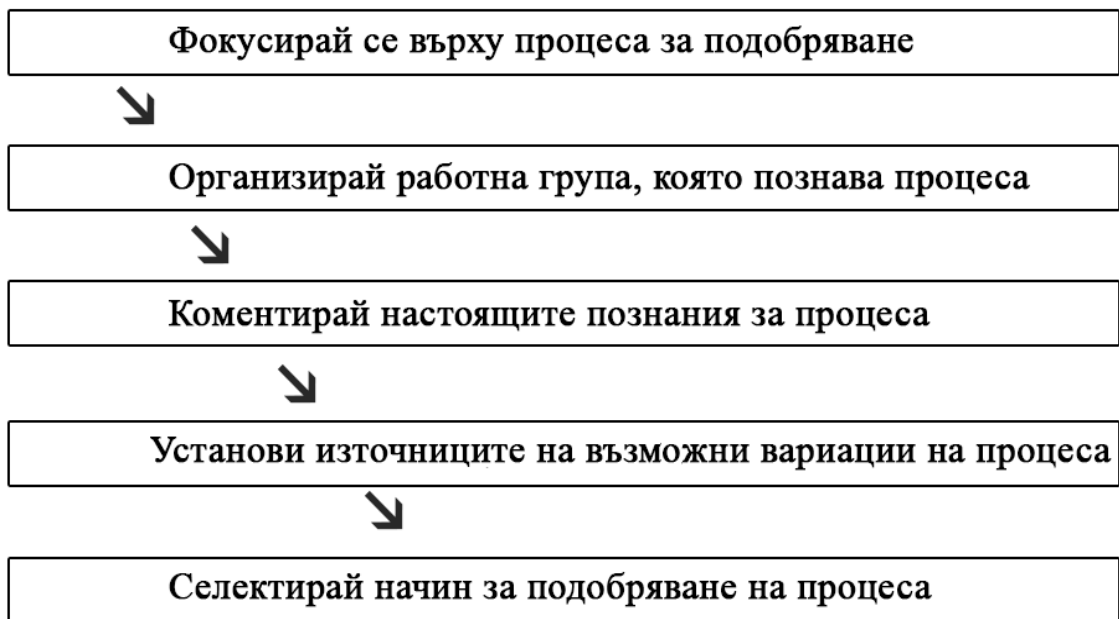 Фокусирай се върху процеса за подобряване
Организирай работна група, която познава процеса
Коментирай настоящите познания за процеса
Установи източниците на възможни вариации на процеса
Селектирай начин за подобряване на процеса